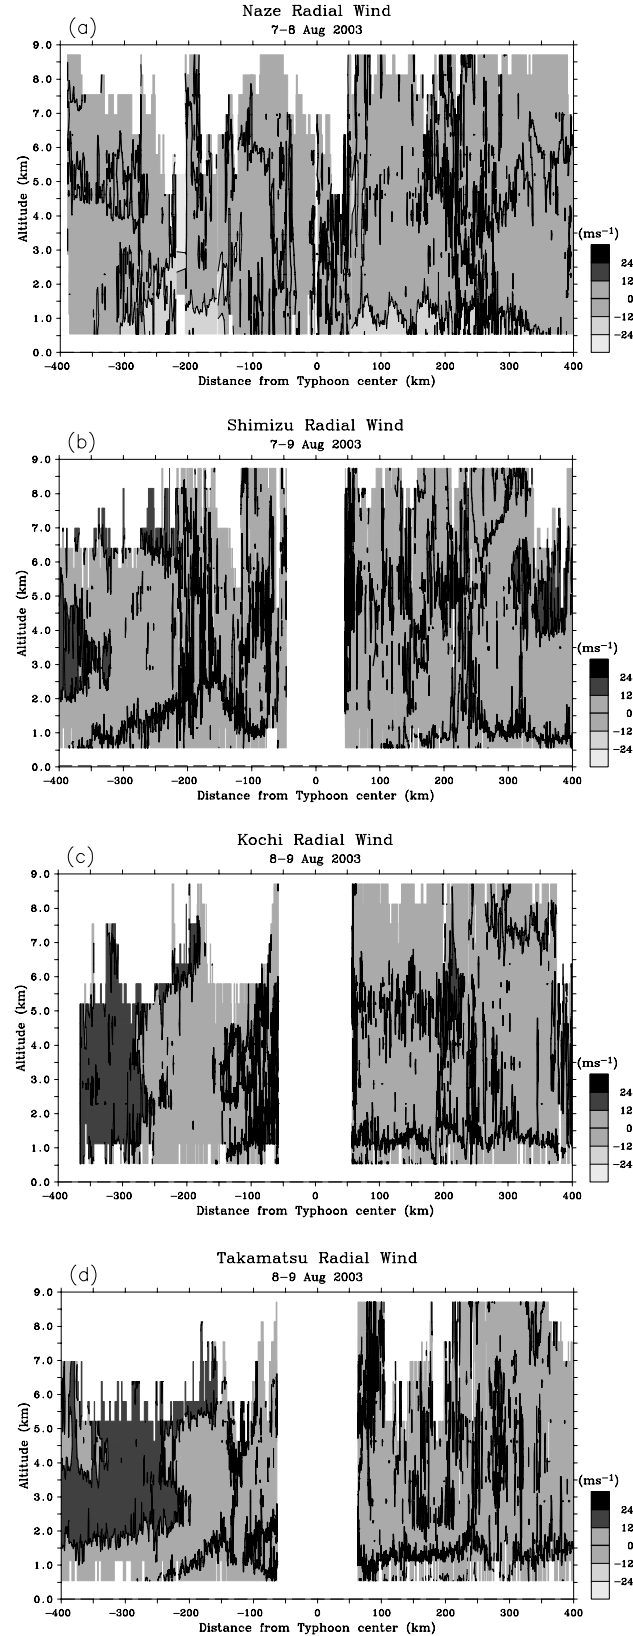 Naze Radial Wind
(a)
7-8 Aug 2003
9.0
8.0
7.0
6.0
5.0
4.0
3.0
2.0
1.0
0.0
Altitude (km)
(ms⁻¹)
24
12
0
-12
-24
-400 -300 -200 -100 0 100 200 300 400
Distance from Typhoon center (km)
Shimizu Radial Wind
(b)
7-9 Aug 2003
9.0
8.0
7.0
6.0
5.0
4.0
3.0
2.0
1.0
0.0
Altitude (km)
(ms⁻¹)
24
12
0
-12
-24
-400 -300 -200 -100 0 100 200 300 400
Distance from Typhoon center (km)
Kochi Radial Wind
(c)
8-9 Aug 2003
9.0
8.0
7.0
6.0
5.0
4.0
3.0
2.0
1.0
0.0
Altitude (km)
(ms⁻¹)
24
12
0
-12
-24
-400 -300 -200 -100 0 100 200 300 400
Distance from Typhoon center (km)
Takamatsu Radial Wind
(d)
8-9 Aug 2003
9.0
8.0
7.0
6.0
5.0
4.0
3.0
2.0
1.0
0.0
Altitude (km)
(ms⁻¹)
24
12
0
-12
-24
-400 -300 -200 -100 0 100 200 300 400
Distance from Typhoon center (km)